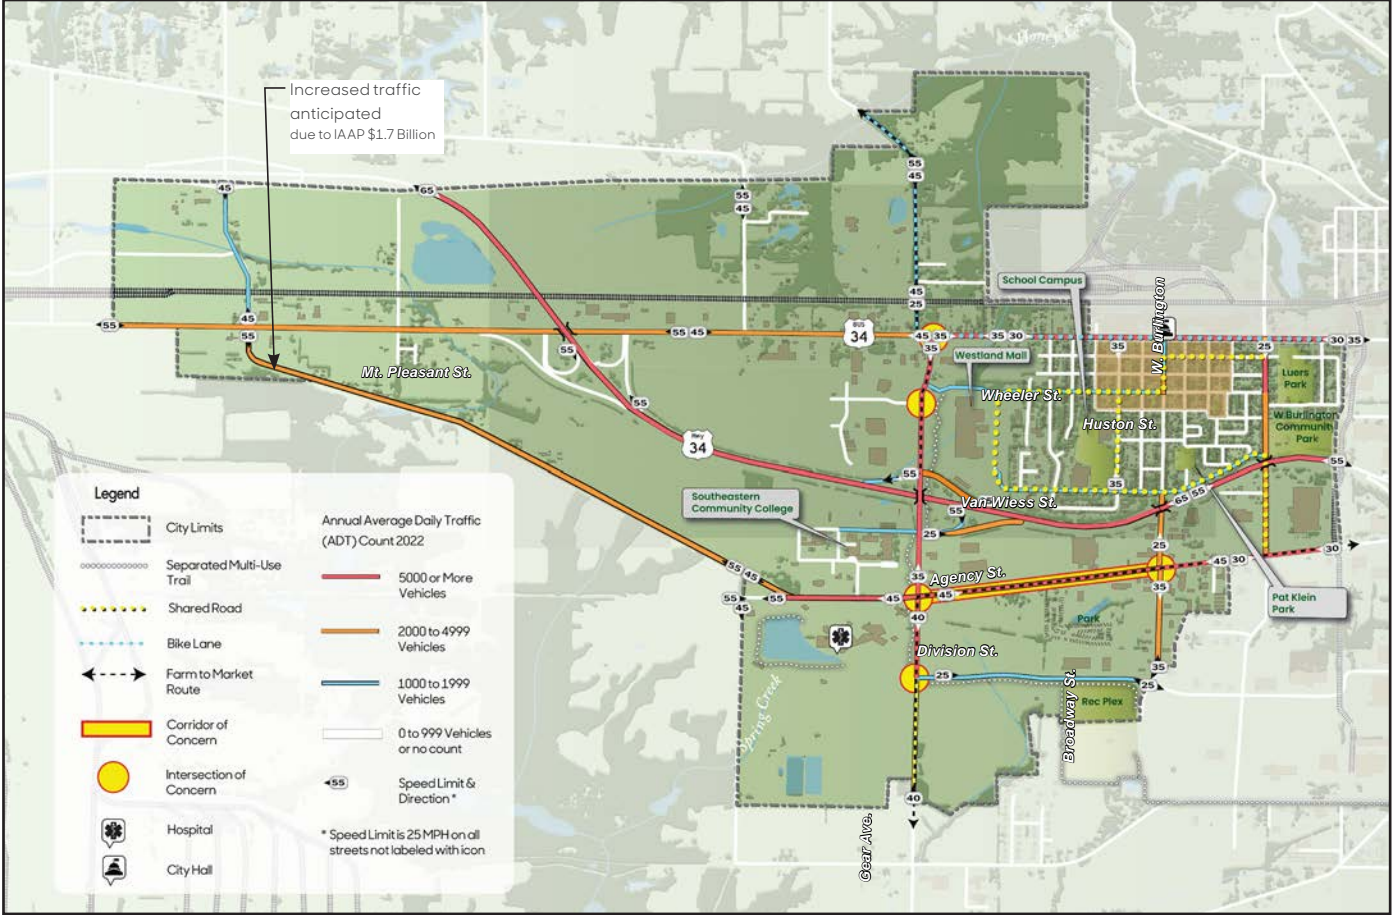 Honey Creek
Increased traffic
anticipated
due to IAAP $1.7 Billion
55
45
45
65
55
45
School Campus
W. Burlington
45
25
45
55
55
55 45
BUS
34
45 35
35
35 30
35
25
30 35
55
Westland Mall
Luers
Park
Mt. Pleasant St.
Wheeler St.
55
Huston St.
W Burlington
Community
Park
Hwy
34
55
55
35
65 55
Southeastern
Community College
Van Wiess St.
55
25
25
30
55 45
35
Agency St.
45 30
55
55
45
45
35
45
40
Pat Klein
Park
Park
Division St.
35
25
25
Broadway St.
Rec Plex
Spring Creek
40
Gear Ave.
Legend
City Limits
Separated Multi-Use
Trail
Shared Road
Bike Lane
Farm to Market
Route
Corridor of
Concern
Intersection of
Concern
Hospital
City Hall
Annual Average Daily Traffic
(ADT) Count 2022
5000 or More
Vehicles
2000 to 4999
Vehicles
1000 to 1999
Vehicles
0 to 999 Vehicles
or no count
55
Speed Limit &
Direction *
* Speed Limit is 25 MPH on all
streets not labeled with icon